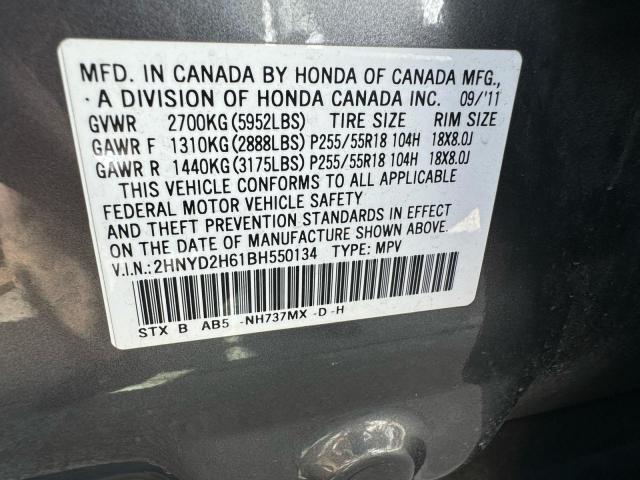 MFD. IN CANADA BY HONDA OF CANADA MFG.,
A DIVISION OF HONDA CANADA INC. 09/'11
GVWR 2700KG (5952LBS) TIRE SIZE RIM SIZE
GAWR F 1310KG (2888LBS) P255/55R18 104H 18X8.0J
GAWR R 1440KG (3175LBS) P255/55R18 104H 18X8.0J
THIS VEHICLE CONFORMS TO ALL APPLICABLE
FEDERAL MOTOR VEHICLE SAFETY
AND THEFT PREVENTION STANDARDS IN EFFECT
ON THE DATE OF MANUFACTURE SHOWN ABOVE.
V.I.N.:2HNYD2H61BH550134 TYPE: MPV
STX B AB5 -NH737MX -D-H